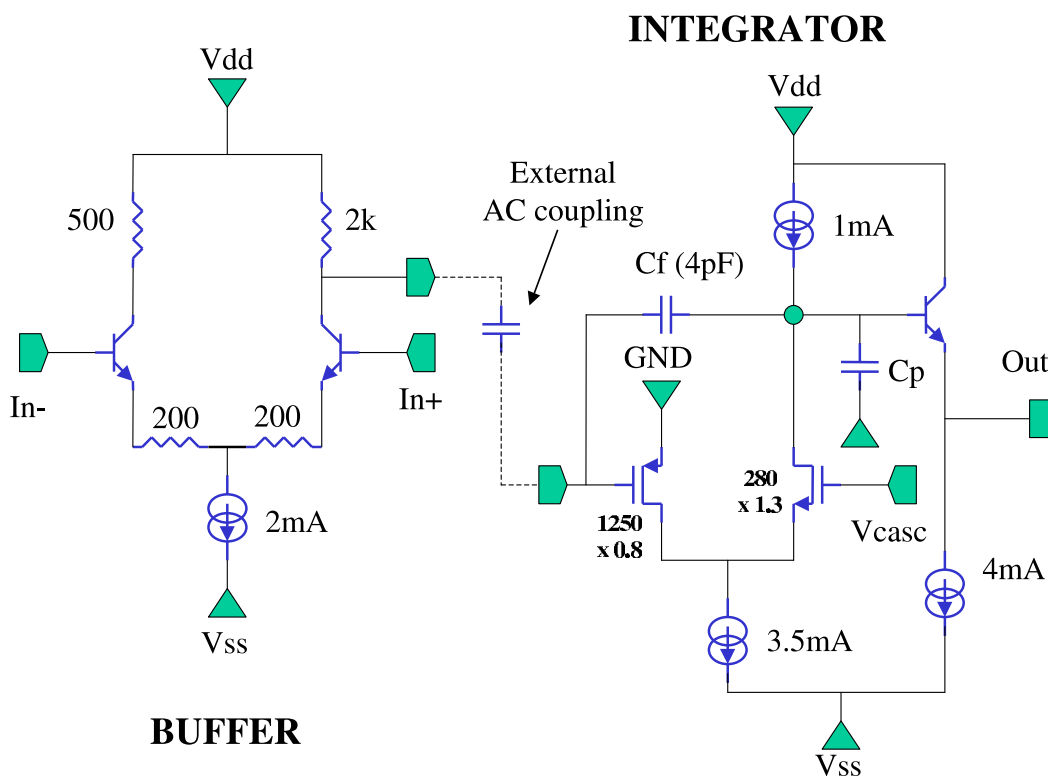 INTEGRATOR
Vdd
Vdd
External
AC coupling
500
2k
1mA
Cf (4pF)
GND
Cp
Out
In-
In+
200
200
280
x 1.3
1250
x 0.8
Vcasc
2mA
4mA
3.5mA
Vss
BUFFER
Vss